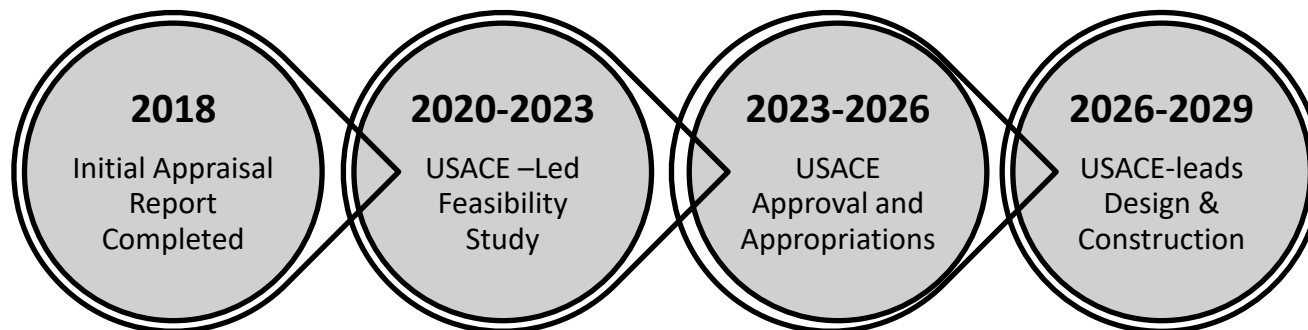 2018
Initial Appraisal
Report
Completed
2020-2023
USACE –Led
Feasibility
Study
2023-2026
USACE
Approval and
Appropriations
2026-2029
USACE-leads
Design &
Construction